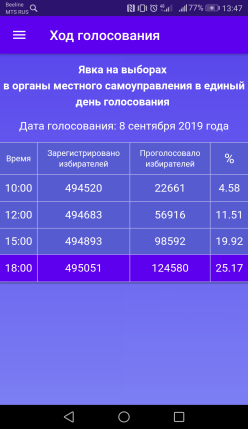 Beeline
MTS RUS
77% 13:47
Ход голосования
Явка на выборах
в органы местного самоуправления в единый
день голосования
Дата голосования: 8 сентября 2019 года
Время Зарегистрировано избирателей Проголосовало избирателей %
10:00 494520 22661 4.58
12:00 494683 56916 11.51
15:00 494893 98592 19.92
18:00 495051 124580 25.17